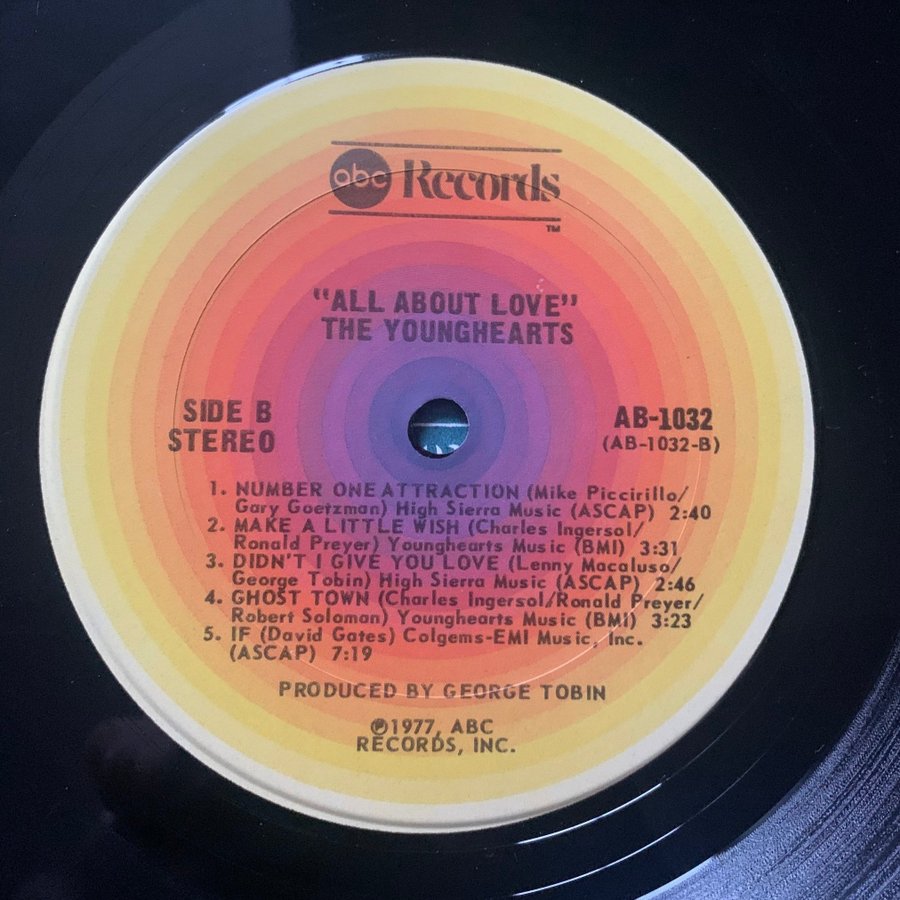 abc Records
TM
"ALL ABOUT LOVE"
THE YOUNGHEARTS
SIDE B
STEREO
AB-1032
(AB-1032-B)
1. NUMBER ONE ATTRACTION (Mike Piccirillo/
Gary Goetzman) High Sierra Music (ASCAP) 2:40
2. MAKE A LITTLE WISH (Charles Ingersol/
Ronald Preyer) Younghearts Music (BMI) 3:31
3. DIDN'T I GIVE YOU LOVE (Lenny Macaluso/
George Tobin) High Sierra Music (ASCAP) 2:46
4. GHOST TOWN (Charles Ingersol/Ronald Preyer/
Robert Soloman) Younghearts Music (BMI) 3:23
5. IF (David Gates) Colgems-EMI Music, Inc.
(ASCAP) 7:19
PRODUCED BY GEORGE TOBIN
℗1977, ABC
RECORDS, INC.